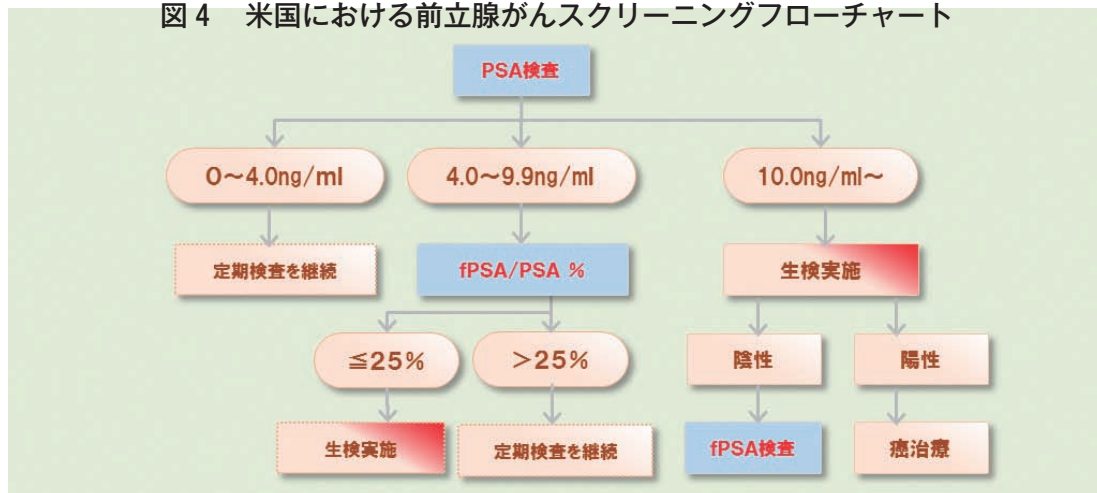 図4 米国における前立腺がんスクリーニングフローチャート
PSA検査
0～4.0ng/ml
4.0～9.9ng/ml
10.0ng/ml～
定期検査を継続
fPSA/PSA %
生検実施
≦25%
＞25%
陰性
陽性
生検実施
定期検査を継続
fPSA検査
癌治療